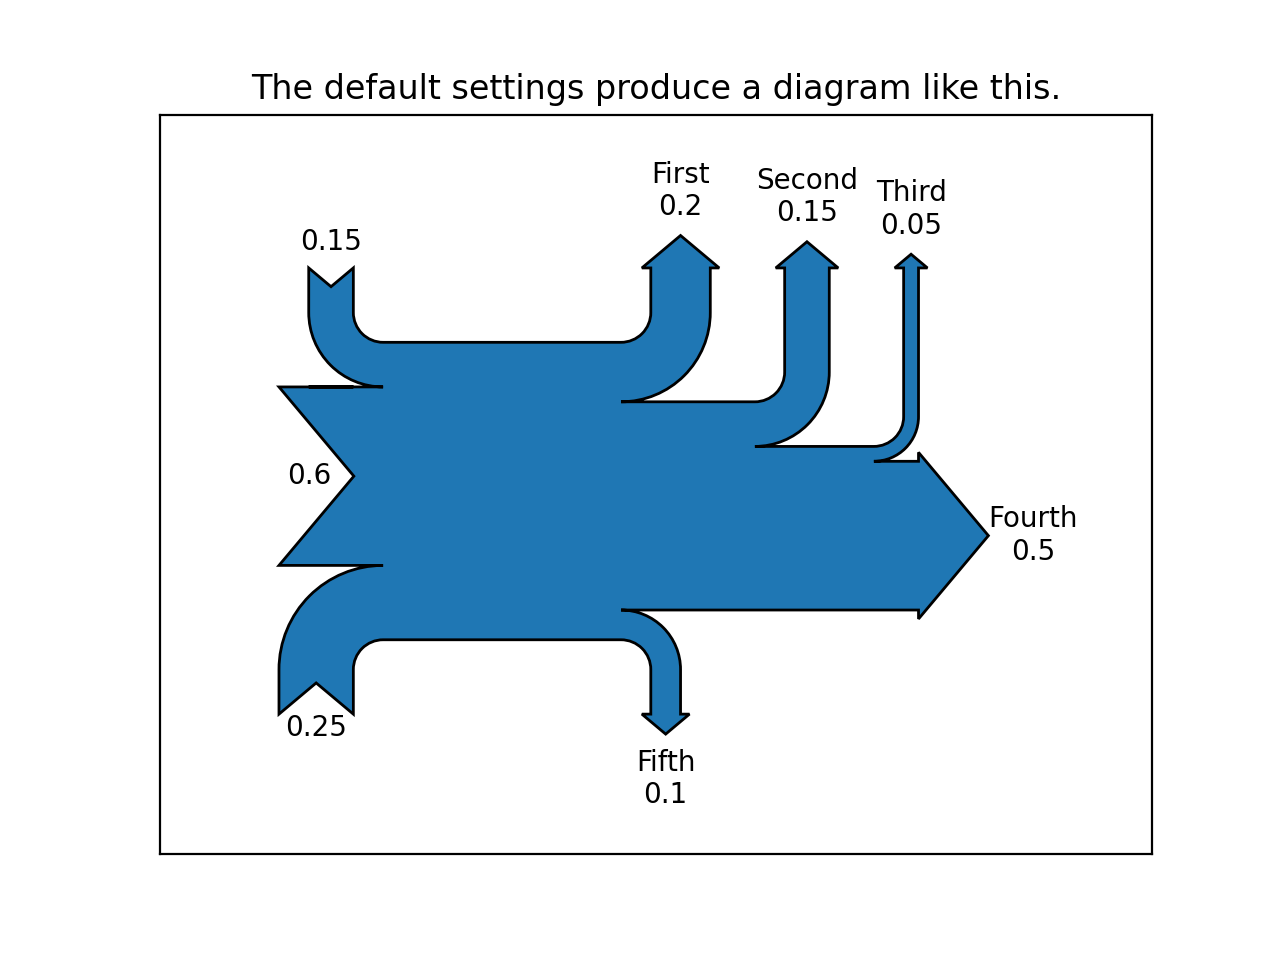 The default settings produce a diagram like this.
First
0.2
Second
0.15
Third
0.05
0.15
0.6
Fourth
0.5
0.25
Fifth
0.1